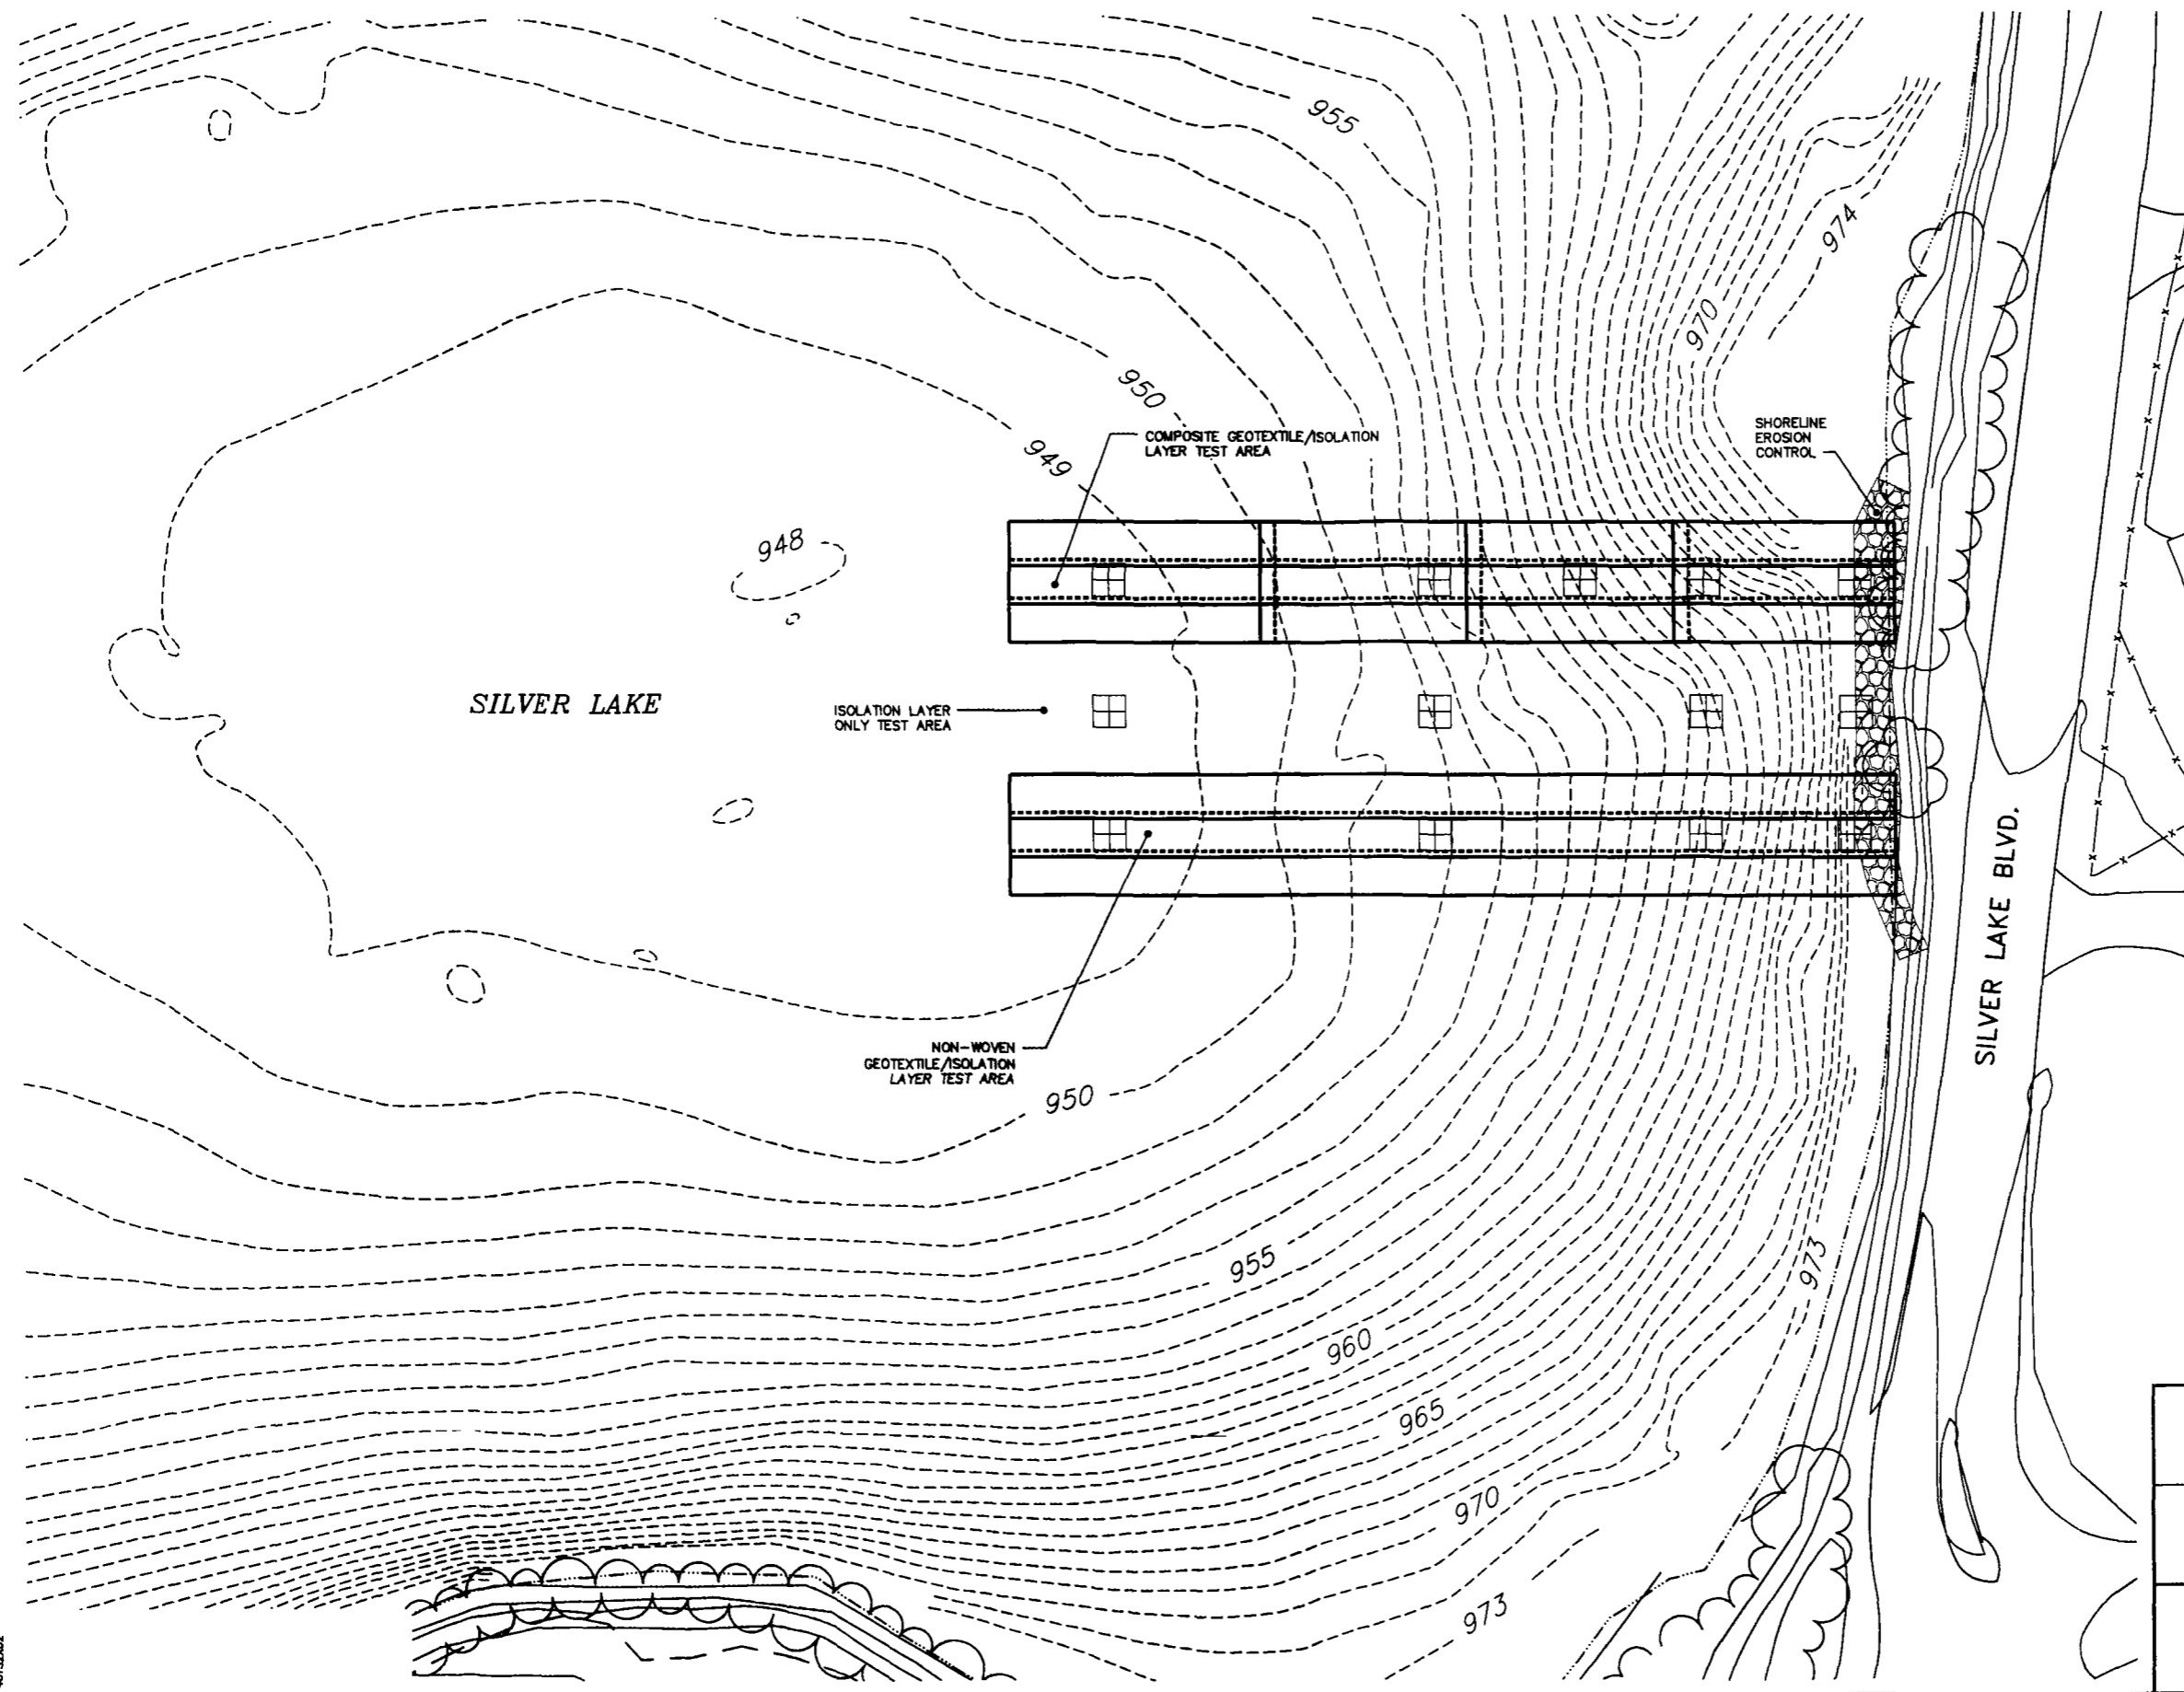 955
974
970
950
COMPOSITE GEOTEXTILE/ISOLATION
LAYER TEST AREA
SHORELINE
EROSION
CONTROL
949
948
SILVER LAKE
ISOLATION LAYER
ONLY TEST AREA
SILVER LAKE BLVD.
NON-WOVEN
GEOTEXTILE/ISOLATION
LAYER TEST AREA
950
955
973
960
965
970
973